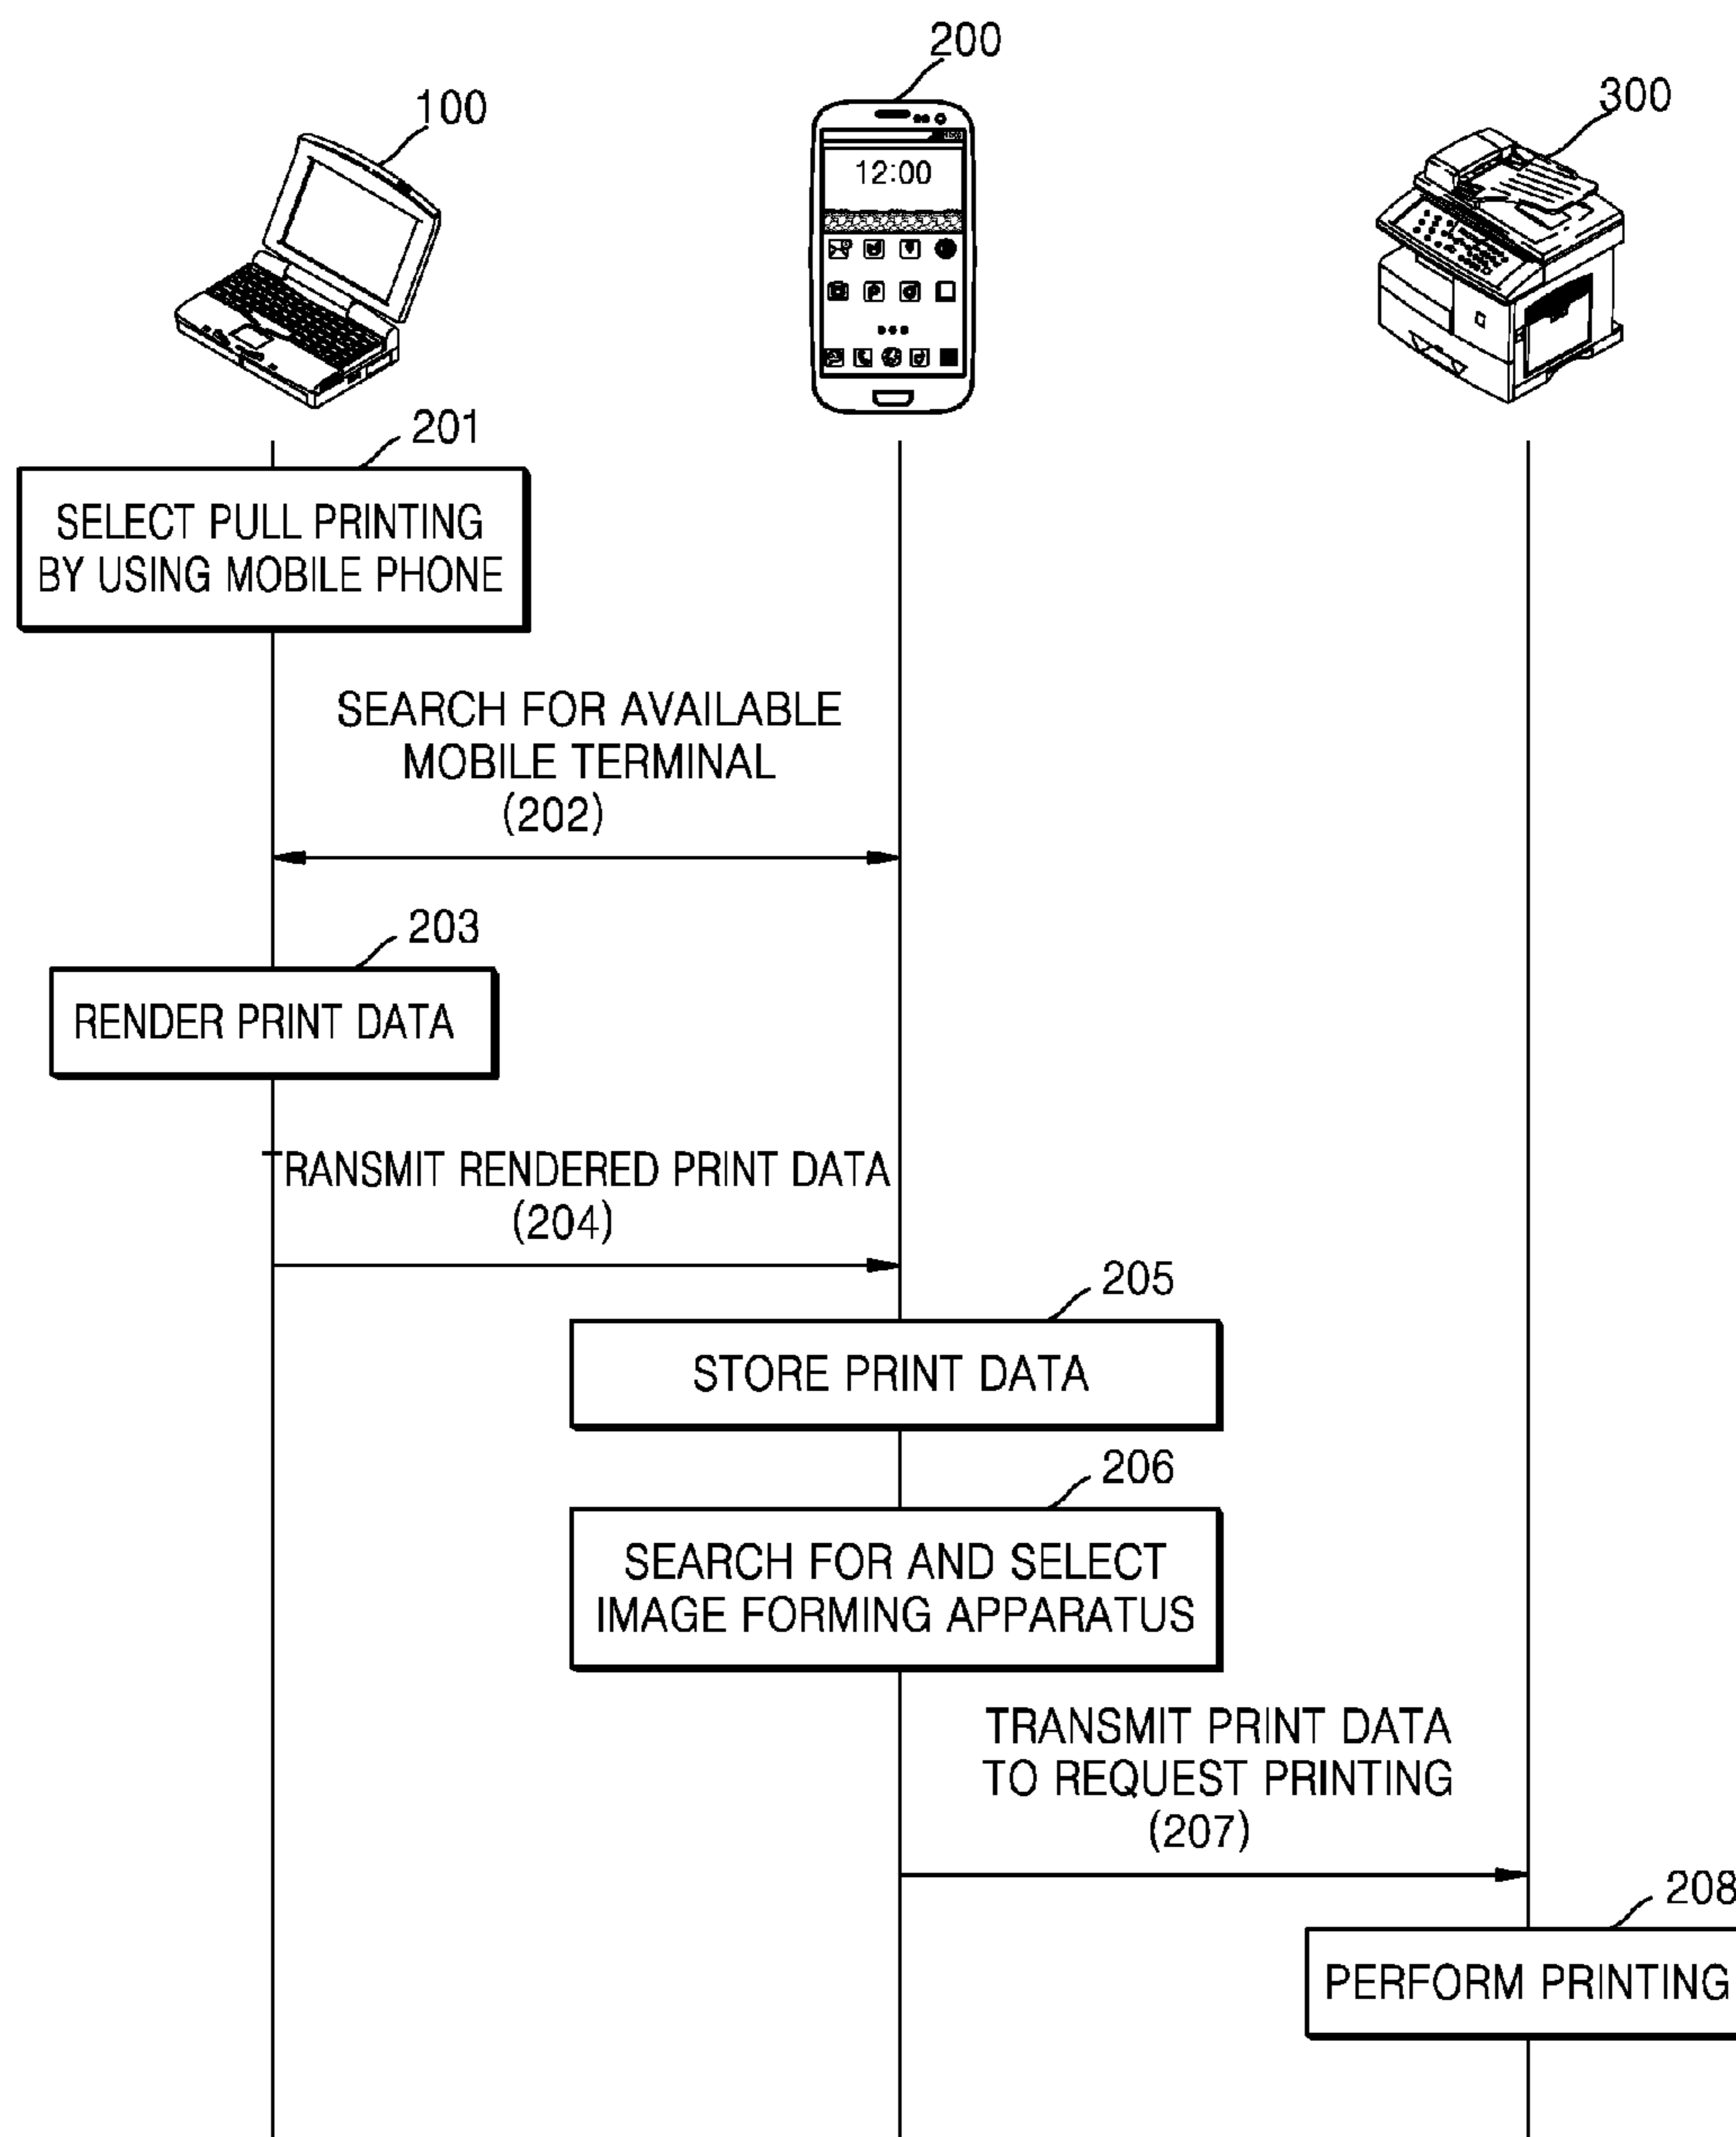 200
100
300
12:00
201
SELECT PULL PRINTING
BY USING MOBILE PHONE
SEARCH FOR AVAILABLE
MOBILE TERMINAL
(202)
203
RENDER PRINT DATA
TRANSMIT RENDERED PRINT DATA
(204)
205
STORE PRINT DATA
206
SEARCH FOR AND SELECT
IMAGE FORMING APPARATUS
TRANSMIT PRINT DATA
TO REQUEST PRINTING
(207)
208
PERFORM PRINTING